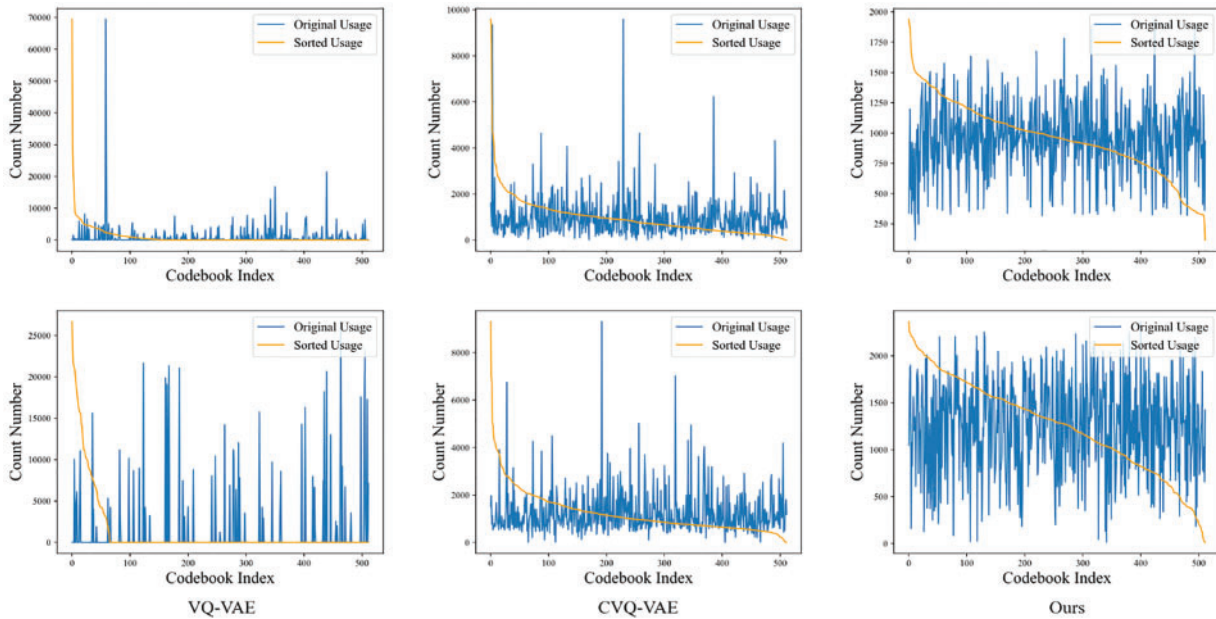 70000
60000
50000
40000
30000
20000
10000
0
Count Number
0 100 200 300 400 500
Codebook Index
Original Usage
Sorted Usage
10000
8000
6000
4000
2000
0
Count Number
0 100 200 300 400 500
Codebook Index
Original Usage
Sorted Usage
2000
1750
1500
1250
1000
750
500
250
Count Number
0 100 200 300 400 500
Codebook Index
Original Usage
Sorted Usage
25000
20000
15000
10000
5000
0
Count Number
0 100 200 300 400 500
Codebook Index
Original Usage
Sorted Usage
VQ-VAE
8000
6000
4000
2000
0
Count Number
0 100 200 300 400 500
Codebook Index
Original Usage
Sorted Usage
CVQ-VAE
2000
1500
1000
500
0
Count Number
0 100 200 300 400 500
Codebook Index
Original Usage
Sorted Usage
Ours